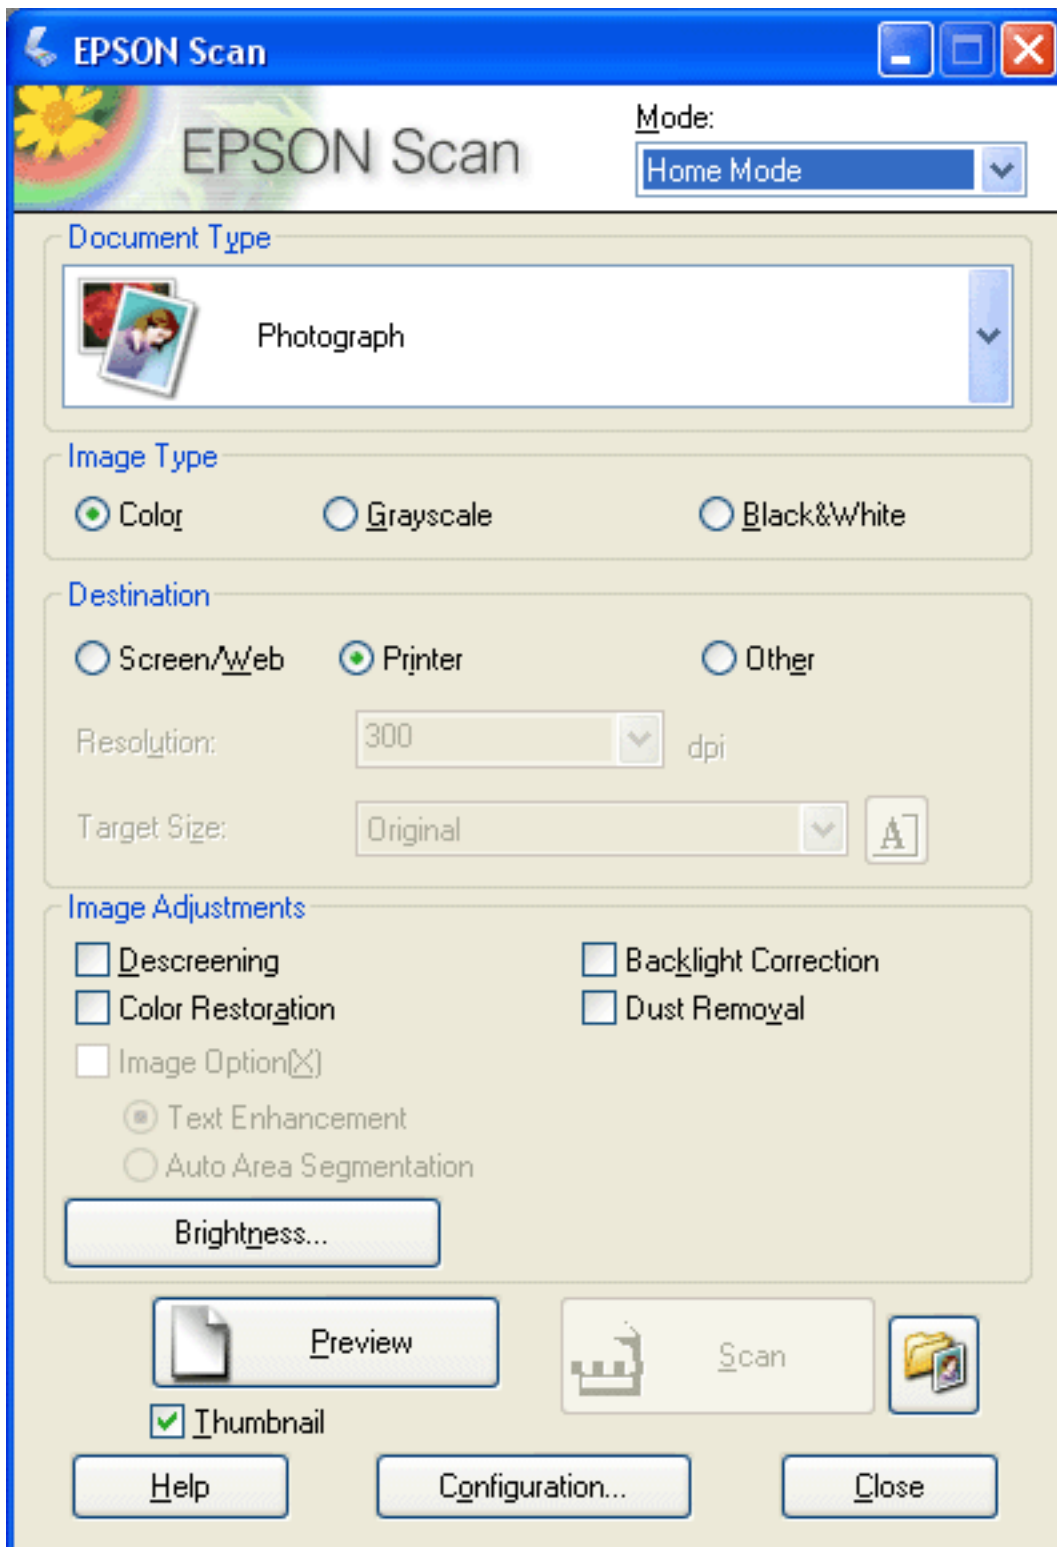 EPSON Scan
EPSON Scan
Mode:
Home Mode
Document Type
Photograph
Image Type
Color Grayscale Black&White
Destination
Screen/Web Printer Other
Resolution: 300 dpi
Target Size: Original A
Image Adjustments
Descreening Backlight Correction
Color Restoration Dust Removal
Image Option(X)
Text Enhancement
Auto Area Segmentation
Brightness...
Preview Scan
Thumbnail
Help Configuration... Close